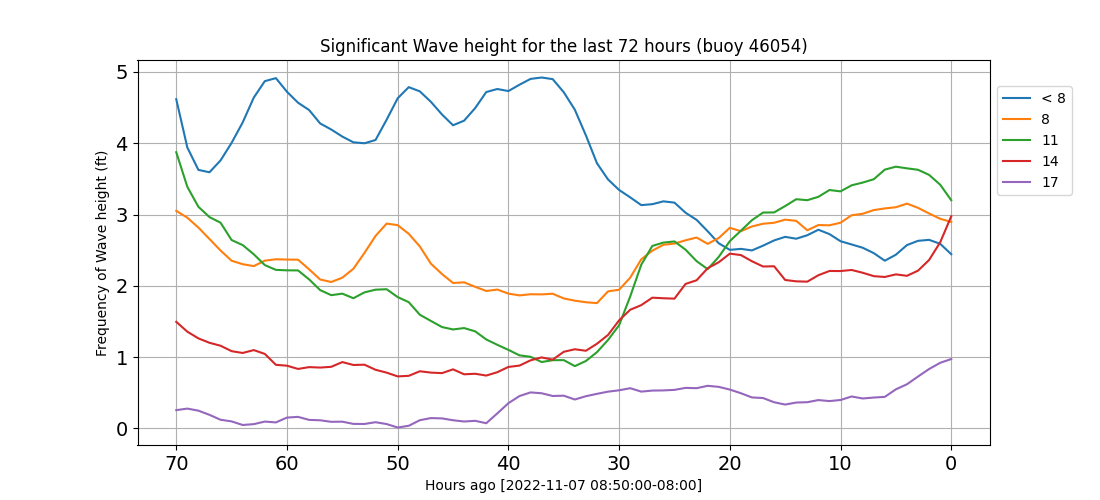 Significant Wave height for the last 72 hours (buoy 46054)
Frequency of Wave height (ft)
5
4
3
2
1
0
70 60 50 40 30 20 10 0
Hours ago [2022-11-07 08:50:00-08:00]
< 8
8
11
14
17